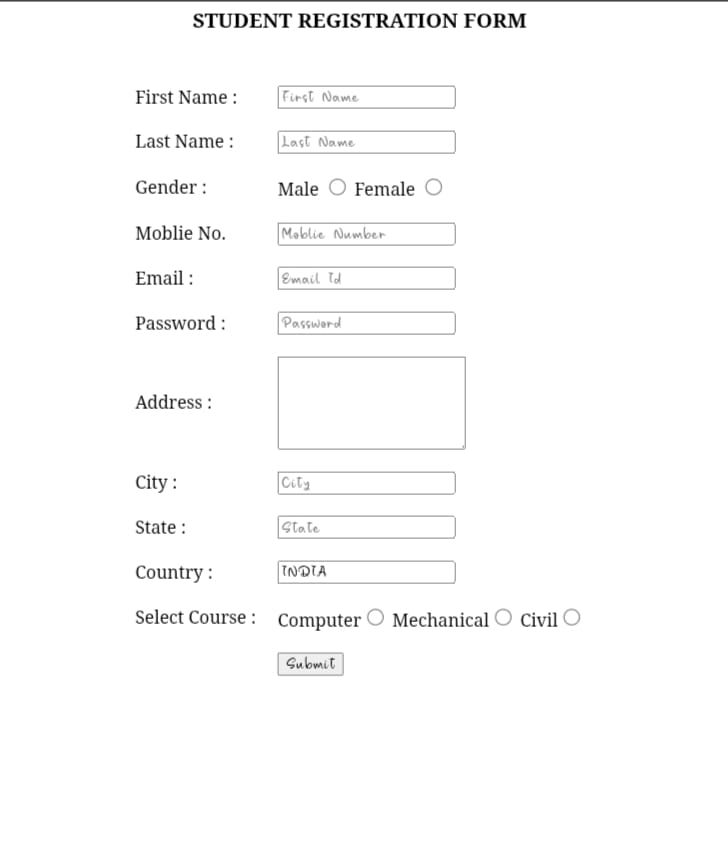 STUDENT REGISTRATION FORM
First Name : First Name
Last Name : Last Name
Gender : Male Female
Moblie No. Moblie Number
Email : Email Id
Password : Password
Address :
City : City
State : State
Country : INDIA
Select Course : Computer Mechanical Civil
Submit